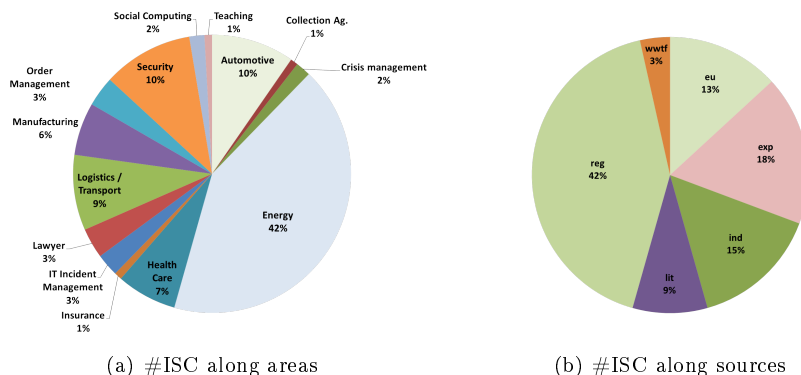 Social Computing
2%
Teaching
1%
Collection Ag.
1%
Automotive
10%
Crisis management
2%
Security
10%
Order
Management
3%
Manufacturing
6%
Logistics /
Transport
9%
Energy
42%
Lawyer
3%
IT Incident
Management
3%
Health
Care
7%
Insurance
1%
(a) #ISC along areas
wwtf
3%
eu
13%
exp
18%
reg
42%
ind
15%
lit
9%
(b) #ISC along sources